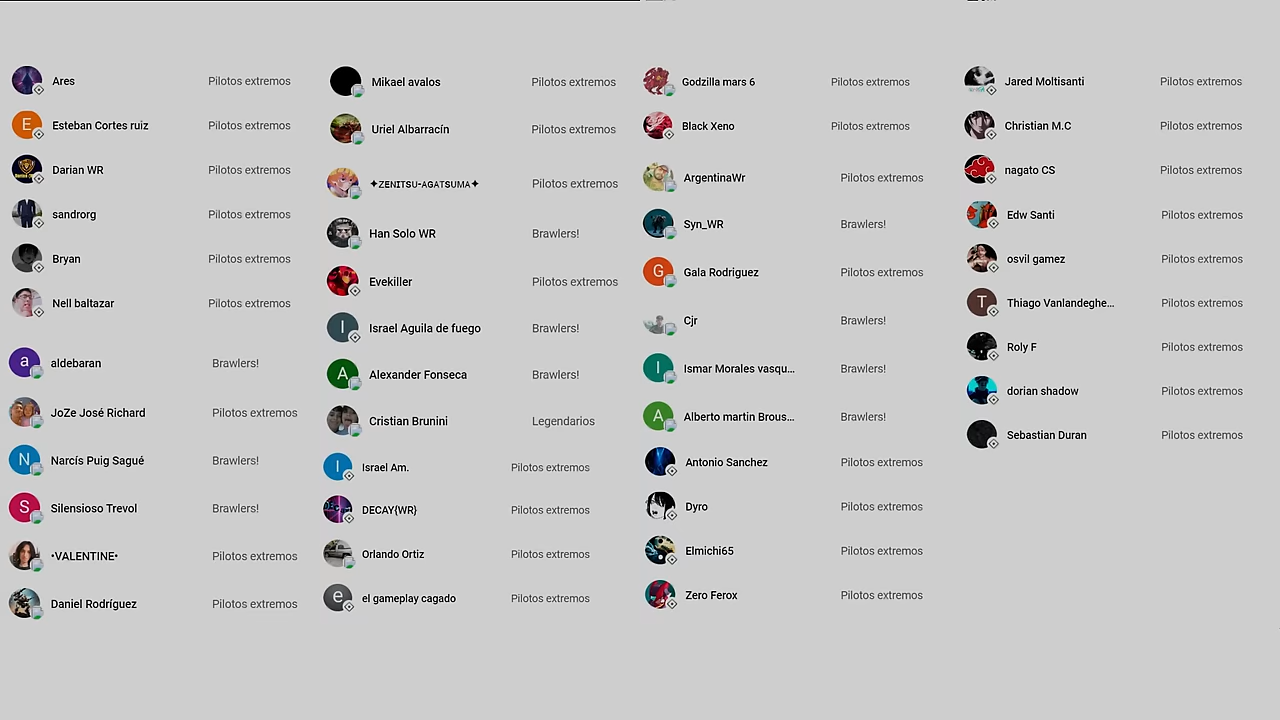 Ares Pilotos extremos
E Esteban Cortes ruiz Pilotos extremos
Darian WR Pilotos extremos
sandrorg Pilotos extremos
Bryan Pilotos extremos
Nell baltazar Pilotos extremos
a aldebaran Brawlers!
JoZe José Richard Pilotos extremos
N Narcís Puig Sagué Brawlers!
S Silensioso Trevol Brawlers!
•VALENTINE• Pilotos extremos
Daniel Rodríguez Pilotos extremos
Mikael avalos Pilotos extremos
Uriel Albarracín Pilotos extremos
✦ᴢᴇɴɪᴛsᴜ-ᴀɢᴀᴛsᴜᴍᴀ✦ Pilotos extremos
Han Solo WR Brawlers!
Evekiller Pilotos extremos
I Israel Aguila de fuego Brawlers!
A Alexander Fonseca Brawlers!
Cristian Brunini Legendarios
I Israel Am. Pilotos extremos
DECAY{WR} Pilotos extremos
Orlando Ortiz Pilotos extremos
e el gameplay cagado Pilotos extremos
Godzilla mars 6 Pilotos extremos
Black Xeno Pilotos extremos
ArgentinaWr Pilotos extremos
Syn_WR Brawlers!
G Gala Rodriguez Pilotos extremos
Cjr Brawlers!
I Ismar Morales vasqu... Brawlers!
A Alberto martin Brous... Brawlers!
Antonio Sanchez Pilotos extremos
Dyro Pilotos extremos
Elmichi65 Pilotos extremos
Zero Ferox Pilotos extremos
Jared Moltisanti Pilotos extremos
Christian M.C Pilotos extremos
nagato CS Pilotos extremos
Edw Santi Pilotos extremos
osvil gamez Pilotos extremos
T Thiago Vanlandeghe... Pilotos extremos
Roly F Pilotos extremos
dorian shadow Pilotos extremos
Sebastian Duran Pilotos extremos